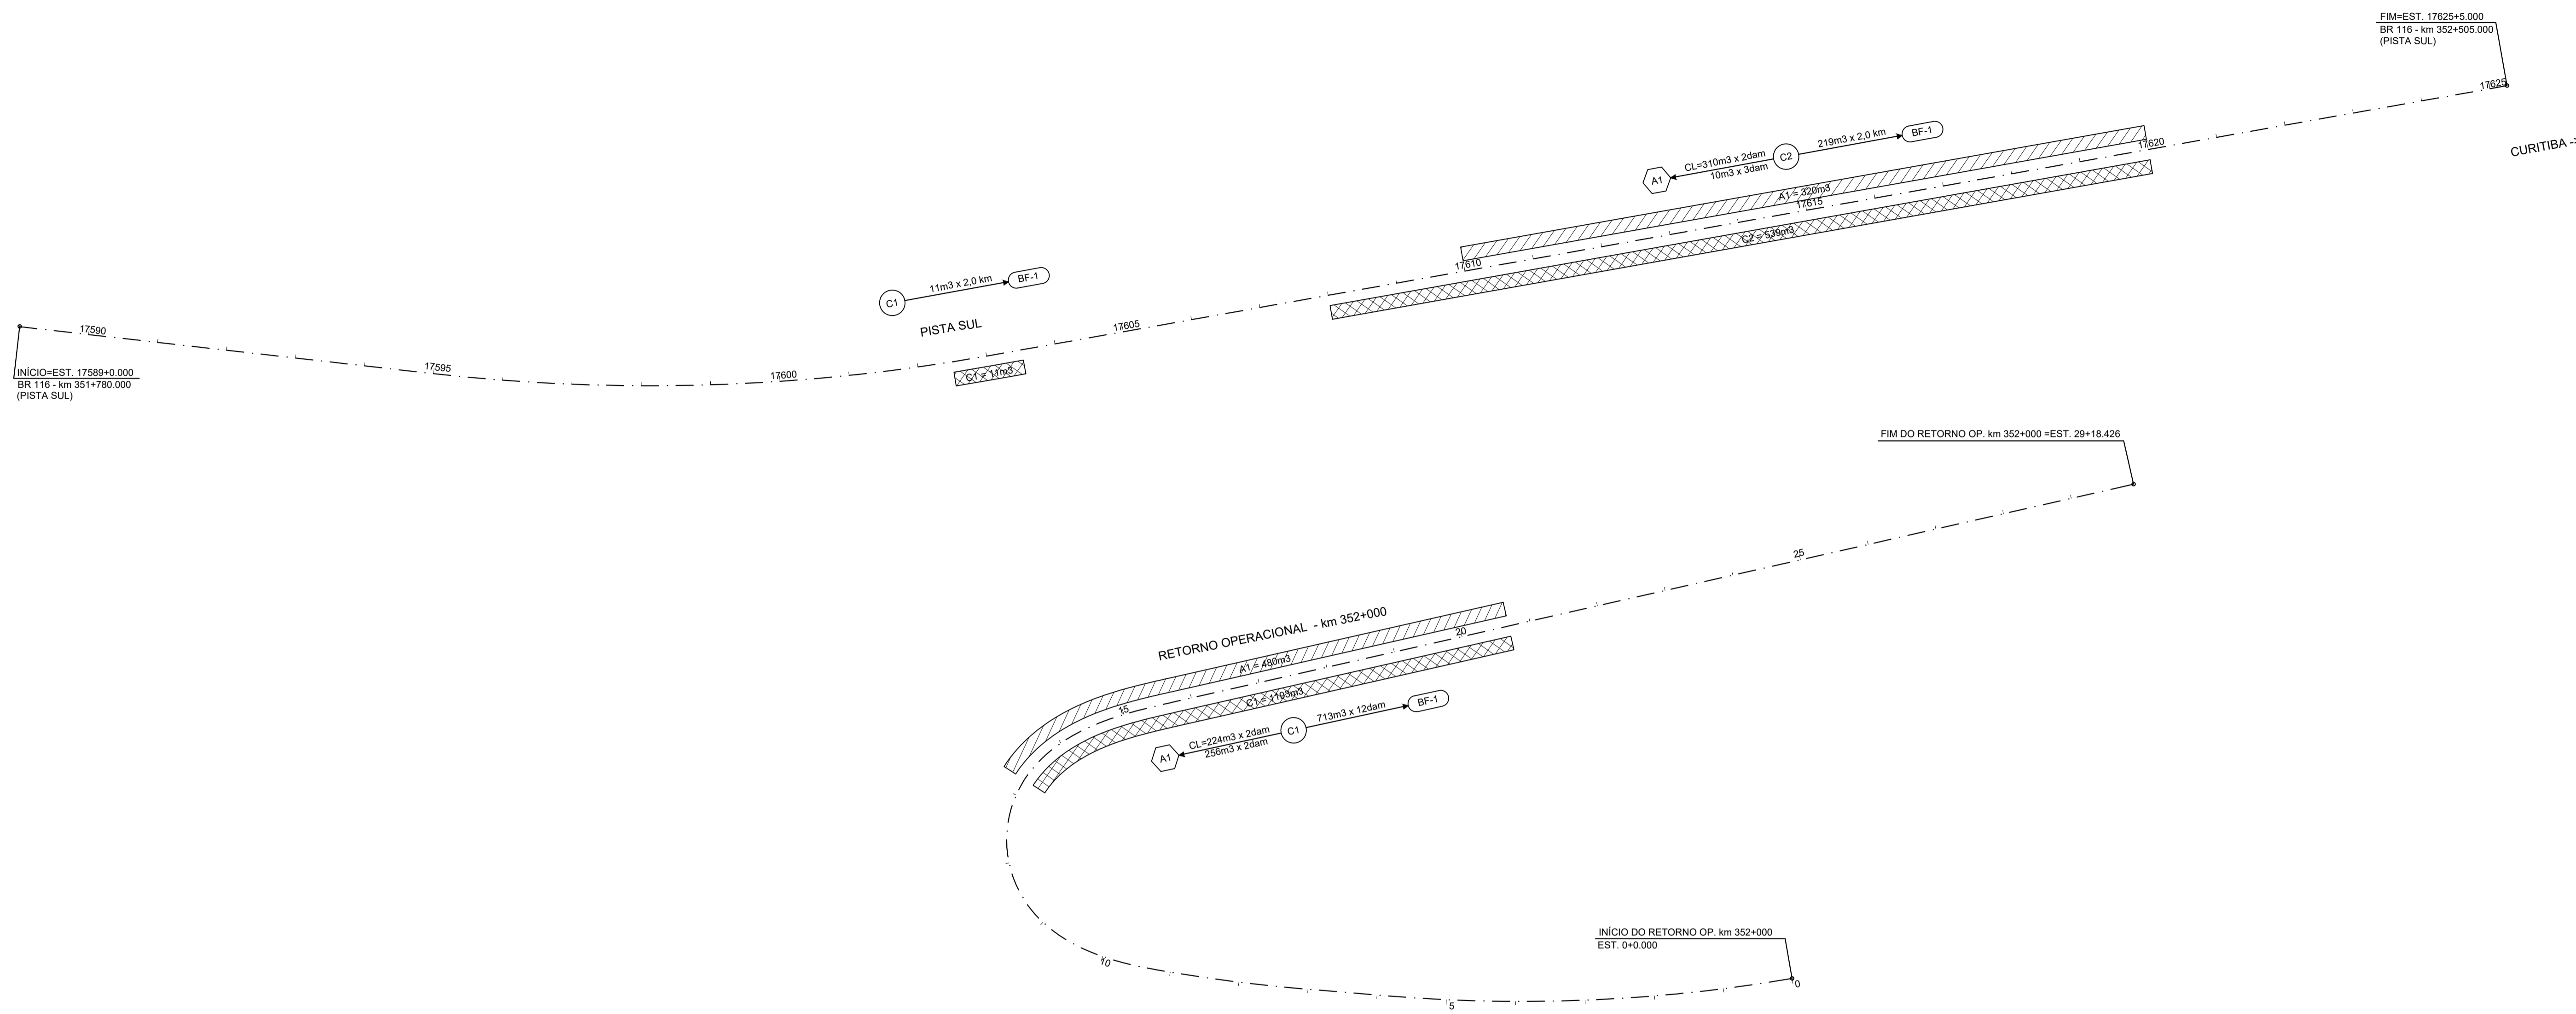 FIM=EST. 17625+5.000
BR 116 - km 352+505.000
(PISTA SUL)
17625
CURITIBA -
219m3 x 2,0 km
BF-1
C2
CL=310m3 x 2dam
10m3 x 3dam
A1
17620
A1 = 320m3
17615
C2 = 539m3
17610
11m3 x 2,0 km
BF-1
C1
PISTA SUL
17605
17590
17595
17600
C1 = 11m3
INÍCIO=EST. 17589+0.000
BR 116 - km 351+780.000
(PISTA SUL)
FIM DO RETORNO OP. km 352+000 =EST. 29+18.426
25
RETORNO OPERACIONAL - km 352+000
20
A1 = 480m3
C1 = 1193m3
15
713m3 x 12dam
BF-1
C1
CL=224m3 x 2dam
256m3 x 2dam
A1
INÍCIO DO RETORNO OP. km 352+000
EST. 0+0.000
10
0
5